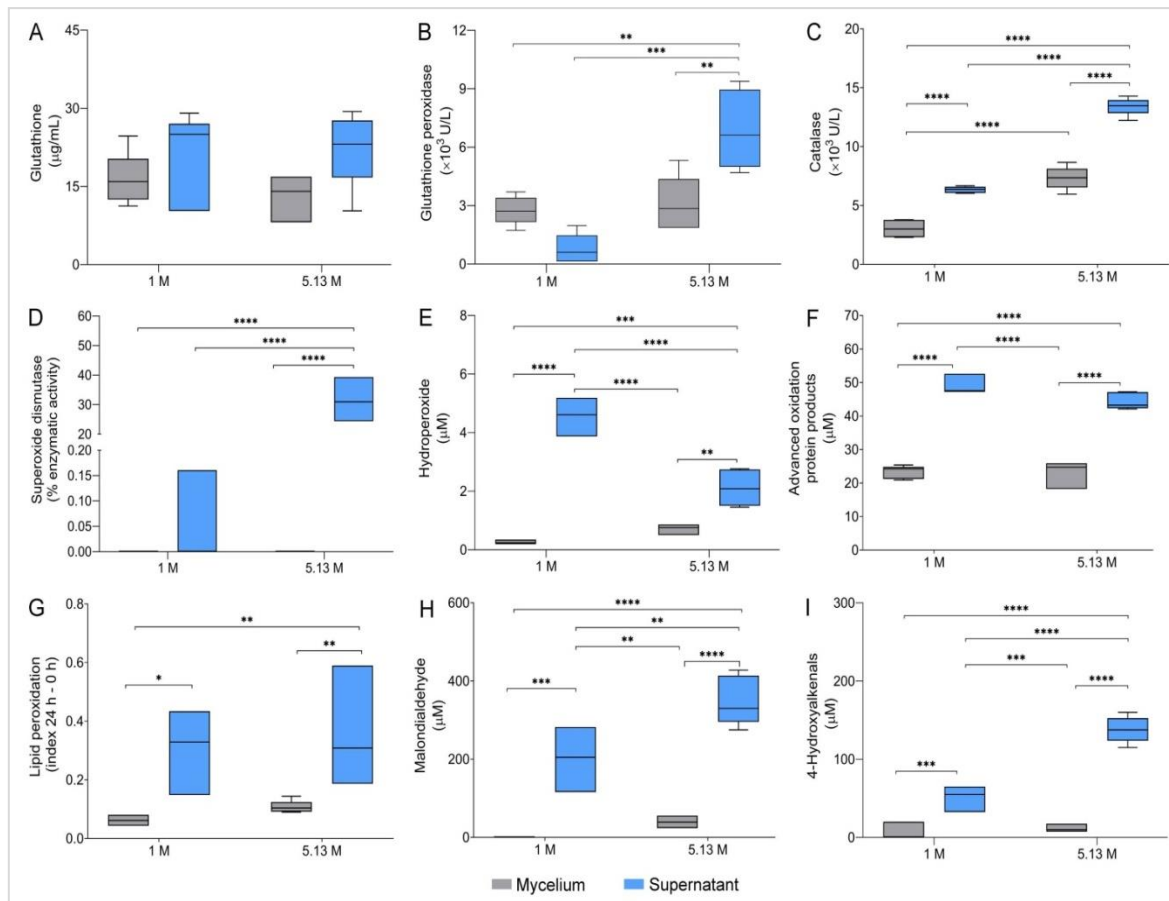 A
Glutathione
(µg/mL)
45
30
15
0
1 M
5.13 M
B
Glutathione peroxidase
(×10³ U/L)
12
9
6
3
0
**
***
**
1 M
5.13 M
C
Catalase
(×10³ U/L)
20
15
10
5
0
****
****
****
****
****
1 M
5.13 M
D
Superoxide dismutase
(% enzymatic activity)
60
50
40
30
20
0.15
0.10
0.05
0.00
****
****
****
1 M
5.13 M
E
Hydroperoxide
(µM)
8
6
4
2
0
***
****
****
****
**
1 M
5.13 M
F
Advanced oxidation
protein products
(µM)
70
60
50
40
30
20
10
0
****
****
****
****
1 M
5.13 M
G
Lipid peroxidation
(index 24 h - 0 h)
0.8
0.6
0.4
0.2
0.0
**
**
*
1 M
5.13 M
H
Malondialdehyde
(µM)
600
400
200
0
****
**
**
****
***
1 M
5.13 M
I
4-Hydroxyalkenals
(µM)
300
200
100
0
****
****
***
****
***
1 M
5.13 M
Mycelium
Supernatant